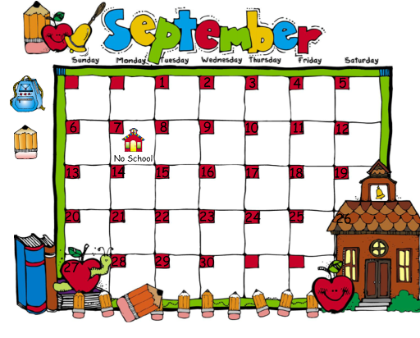 September
Sunday Monday Tuesday Wednesday Thursday Friday Saturday
1 2 3 4 5
6 7 8 9 10 11 12
No School
13 14 15 16 17 18 19
20 21 22 23 24 25 26
27 28 29 30